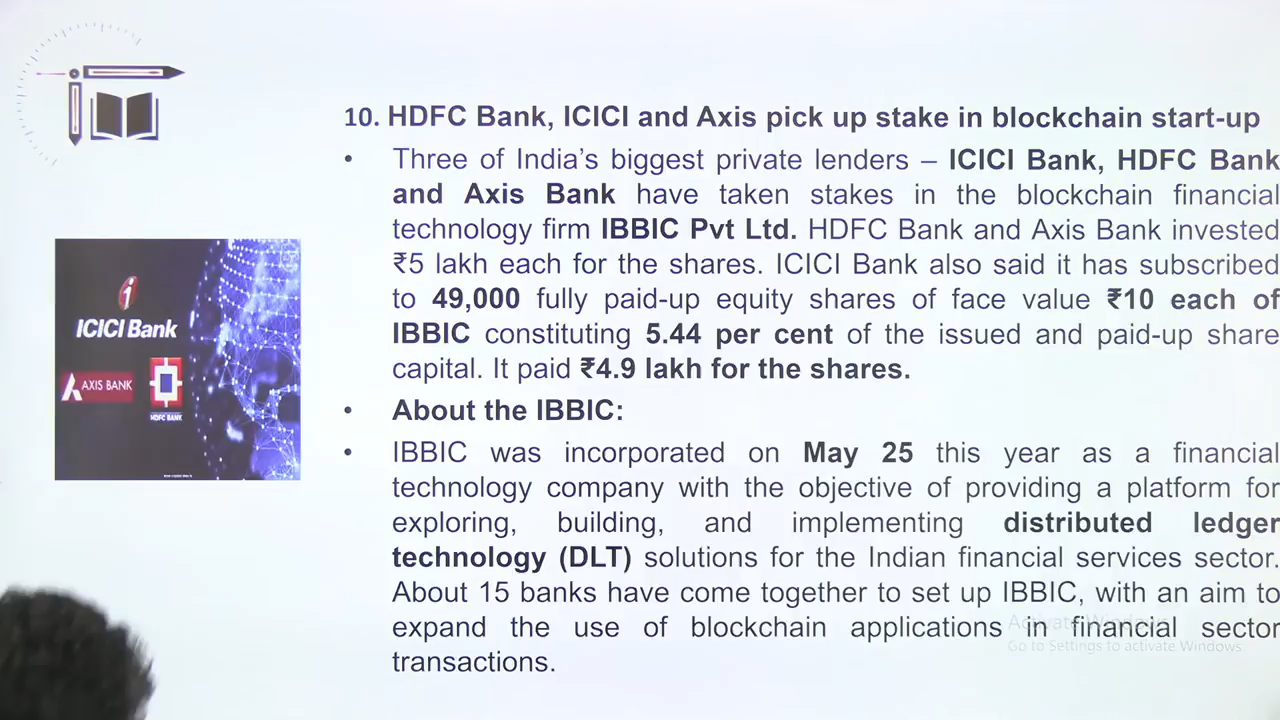 10. HDFC Bank, ICICI and Axis pick up stake in blockchain start-up
• Three of India's biggest private lenders – ICICI Bank, HDFC Bank
and Axis Bank have taken stakes in the blockchain financial
technology firm IBBIC Pvt Ltd. HDFC Bank and Axis Bank invested
₹5 lakh each for the shares. ICICI Bank also said it has subscribed
to 49,000 fully paid-up equity shares of face value ₹10 each of
IBBIC constituting 5.44 per cent of the issued and paid-up share
capital. It paid ₹4.9 lakh for the shares.
• About the IBBIC:
• IBBIC was incorporated on May 25 this year as a financial
technology company with the objective of providing a platform for
exploring, building, and implementing distributed ledger
technology (DLT) solutions for the Indian financial services sector.
About 15 banks have come together to set up IBBIC, with an aim to
expand the use of blockchain applications in financial sector
transactions.
ICICI Bank
AXIS BANK
HDFC BANK
Activate Windows
Go to Settings to activate Windows.